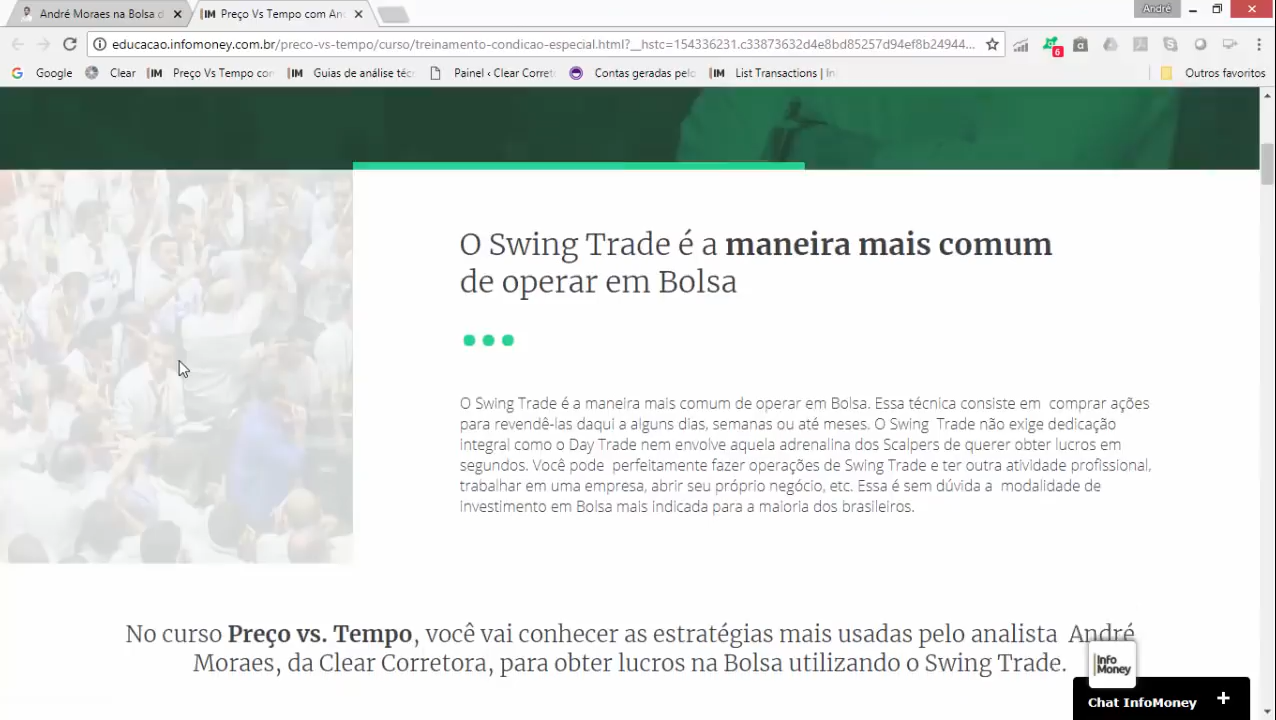 André Moraes na Bolsa d
Preço Vs Tempo com An
André
educacao.infomoney.com.br/preco-vs-tempo/curso/treinamento-condicao-especial.html?__hstc=154336231.c33873632d4e8bd85257d94ef8b24944...
6
Google
Clear
Preço Vs Tempo com
Guias de análise téc
Painel ‹ Clear Corret
Contas geradas pelo
List Transactions | In
Outros favoritos
O Swing Trade é a maneira mais comum
de operar em Bolsa
O Swing Trade é a maneira mais comum de operar em Bolsa. Essa técnica consiste em comprar ações
para revendê-las daqui a alguns dias, semanas ou até meses. O Swing Trade não exige dedicação
integral como o Day Trade nem envolve aquela adrenalina dos Scalpers de querer obter lucros em
segundos. Você pode perfeitamente fazer operações de Swing Trade e ter outra atividade profissional,
trabalhar em uma empresa, abrir seu próprio negócio, etc. Essa é sem dúvida a modalidade de
investimento em Bolsa mais indicada para a maioria dos brasileiros.
No curso Preço vs. Tempo, você vai conhecer as estratégias mais usadas pelo analista André
Moraes, da Clear Corretora, para obter lucros na Bolsa utilizando o Swing Trade.
Info
Money
Chat InfoMoney +